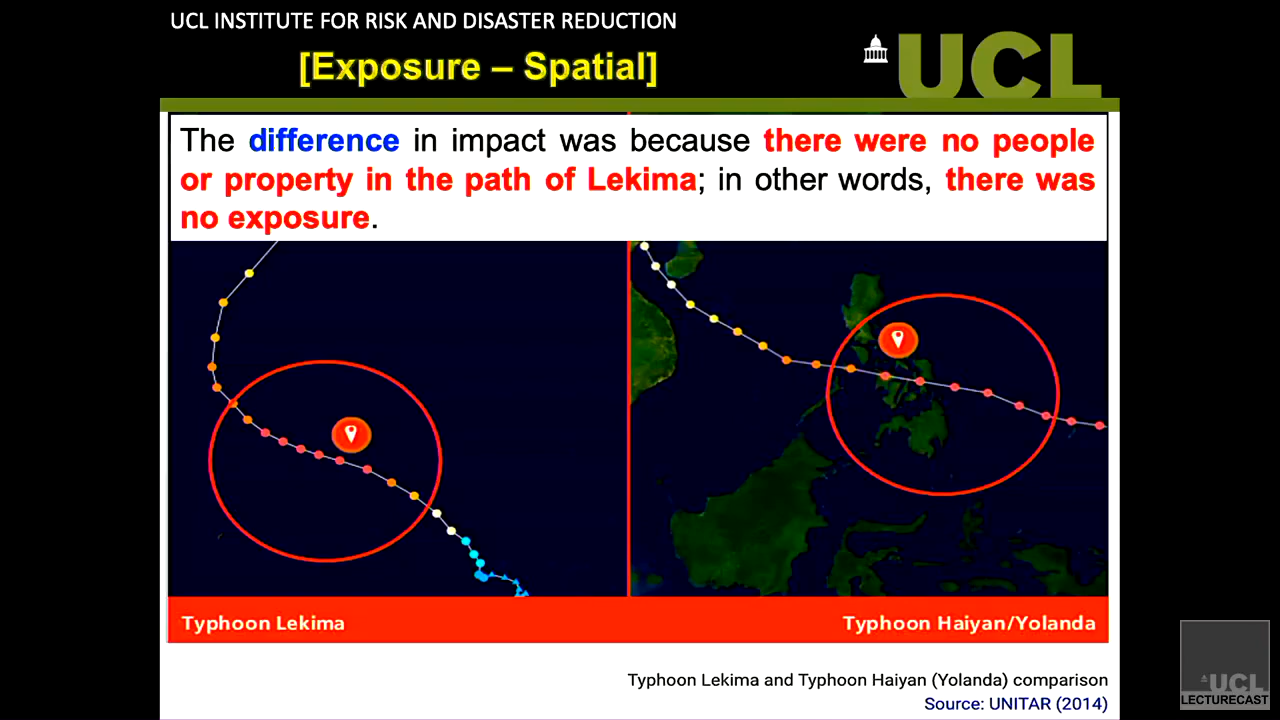 UCL INSTITUTE FOR RISK AND DISASTER REDUCTION
[Exposure – Spatial]
UCL
The difference in impact was because there were no people
or property in the path of Lekima; in other words, there was
no exposure.
Typhoon Lekima
Typhoon Haiyan/Yolanda
Typhoon Lekima and Typhoon Haiyan (Yolanda) comparison
Source: UNITAR (2014)
UCL
LECTURECAST